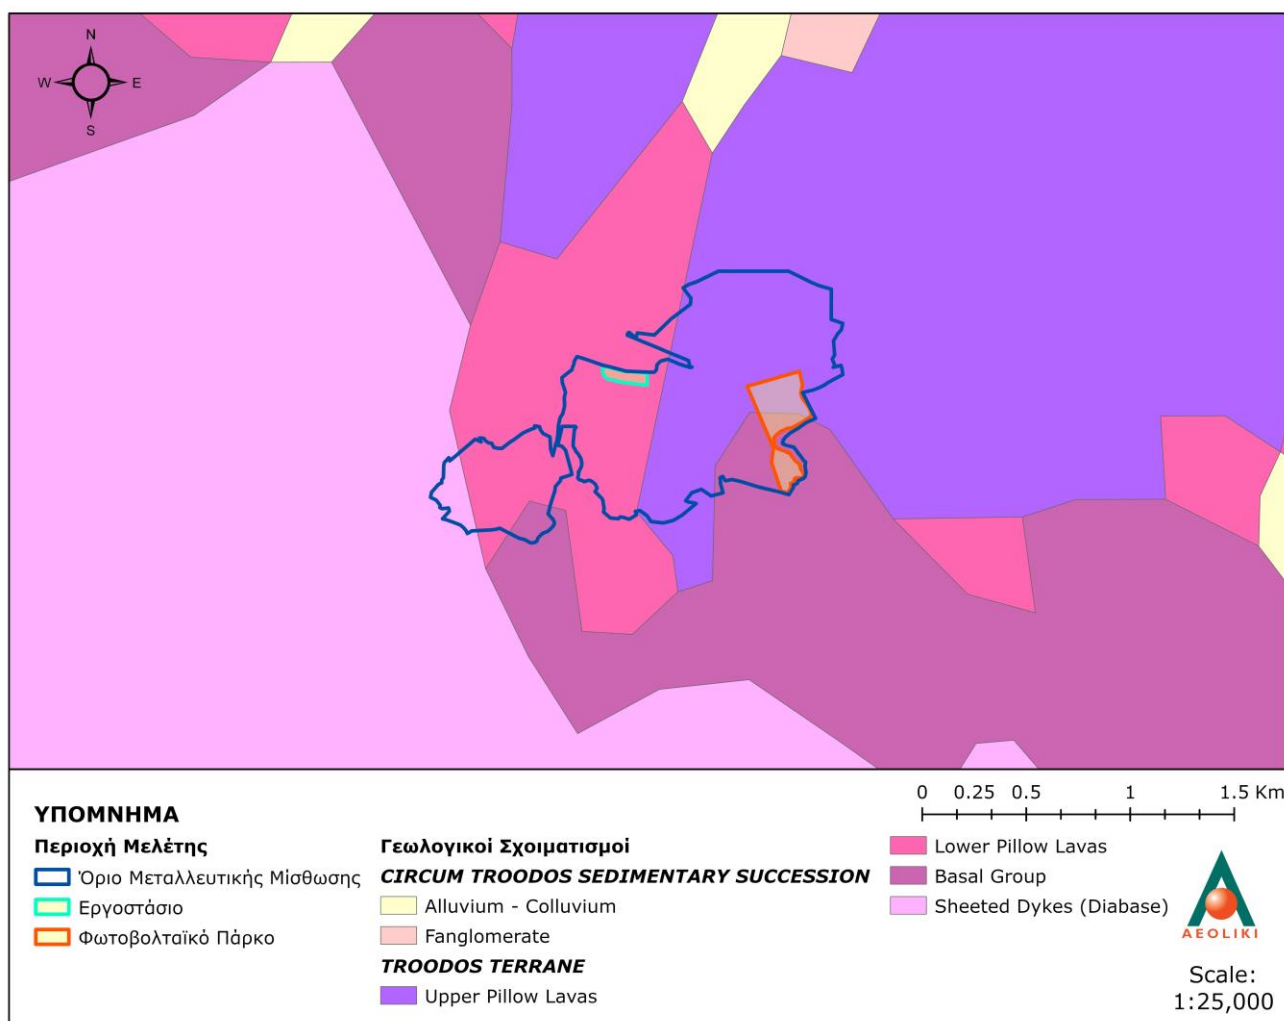 N
W E
S
ΥΠΟΜΝΗΜΑ
Περιοχή Μελέτης
Όριο Μεταλλευτικής Μίσθωσης
Εργοστάσιο
Φωτοβολταϊκό Πάρκο
Γεωλογικοί Σχοιματισμοί
CIRCUM TROODOS SEDIMENTARY SUCCESSION
Alluvium - Colluvium
Fanglomerate
TROODOS TERRANE
Upper Pillow Lavas
0 0.25 0.5 1 1.5 Km
Lower Pillow Lavas
Basal Group
Sheeted Dykes (Diabase)
AEOLIKI
Scale:
1:25,000